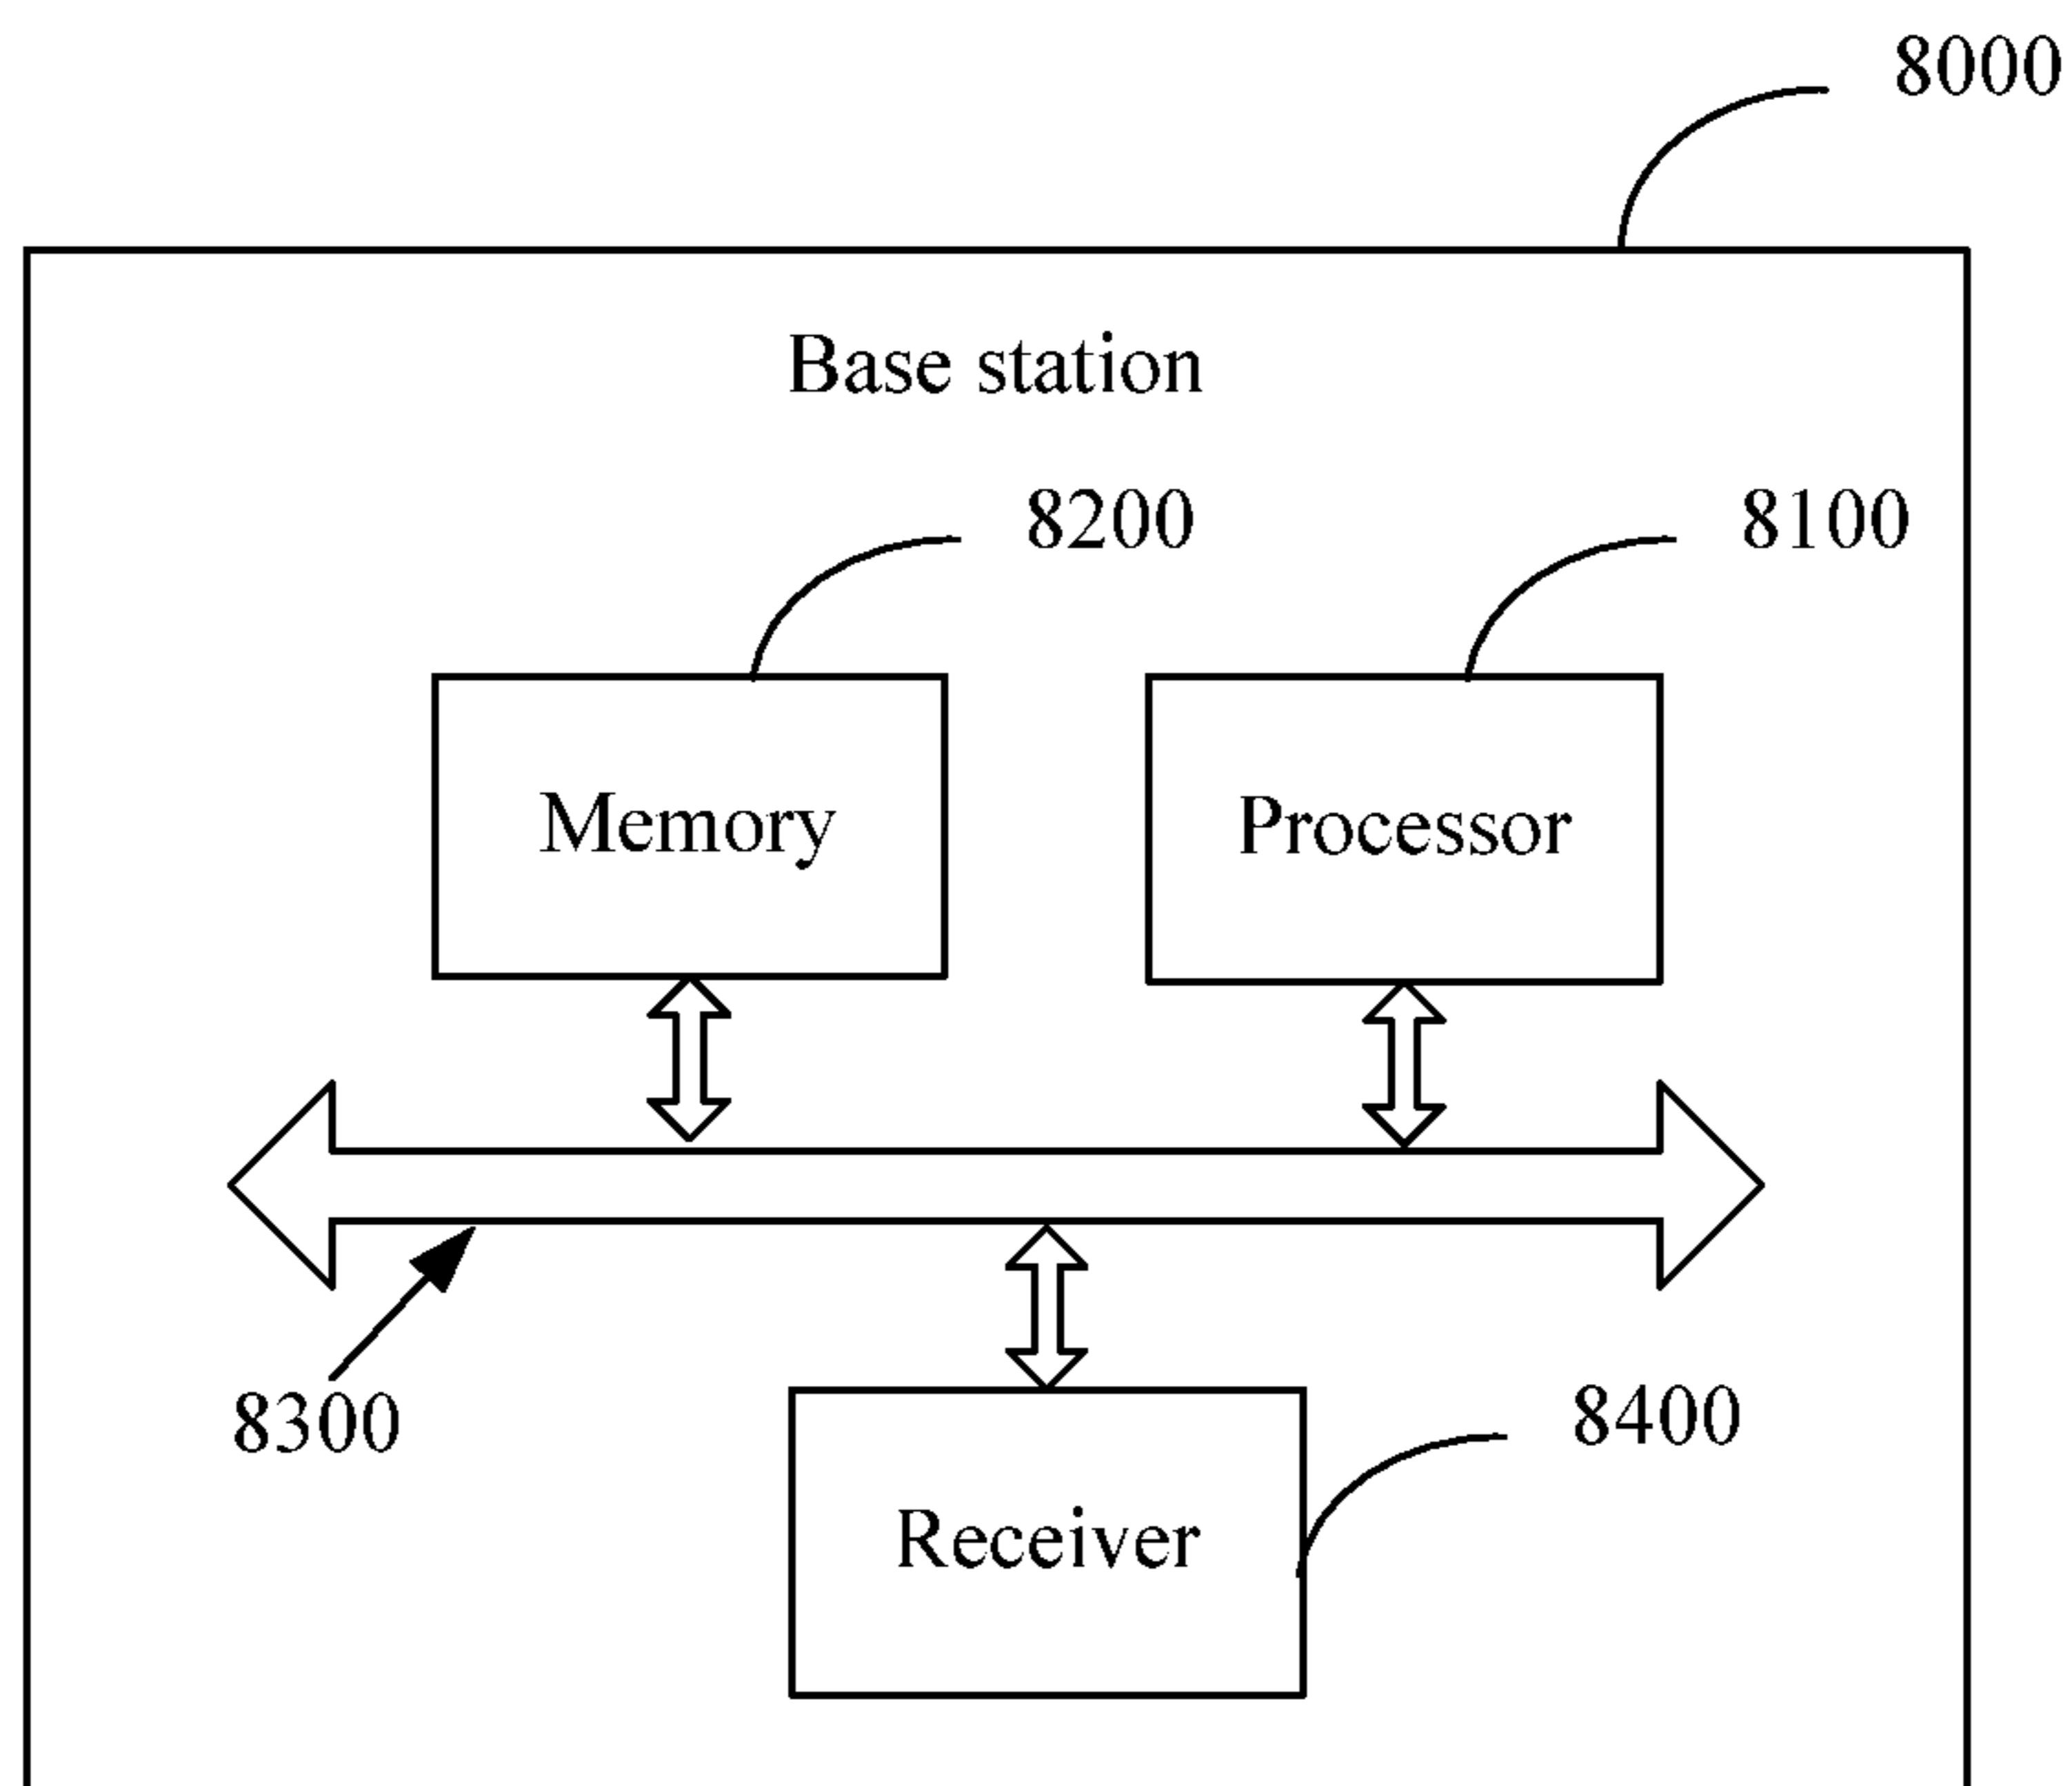 8000
Base station
8200
8100
Memory
Processor
8300
8400
Receiver